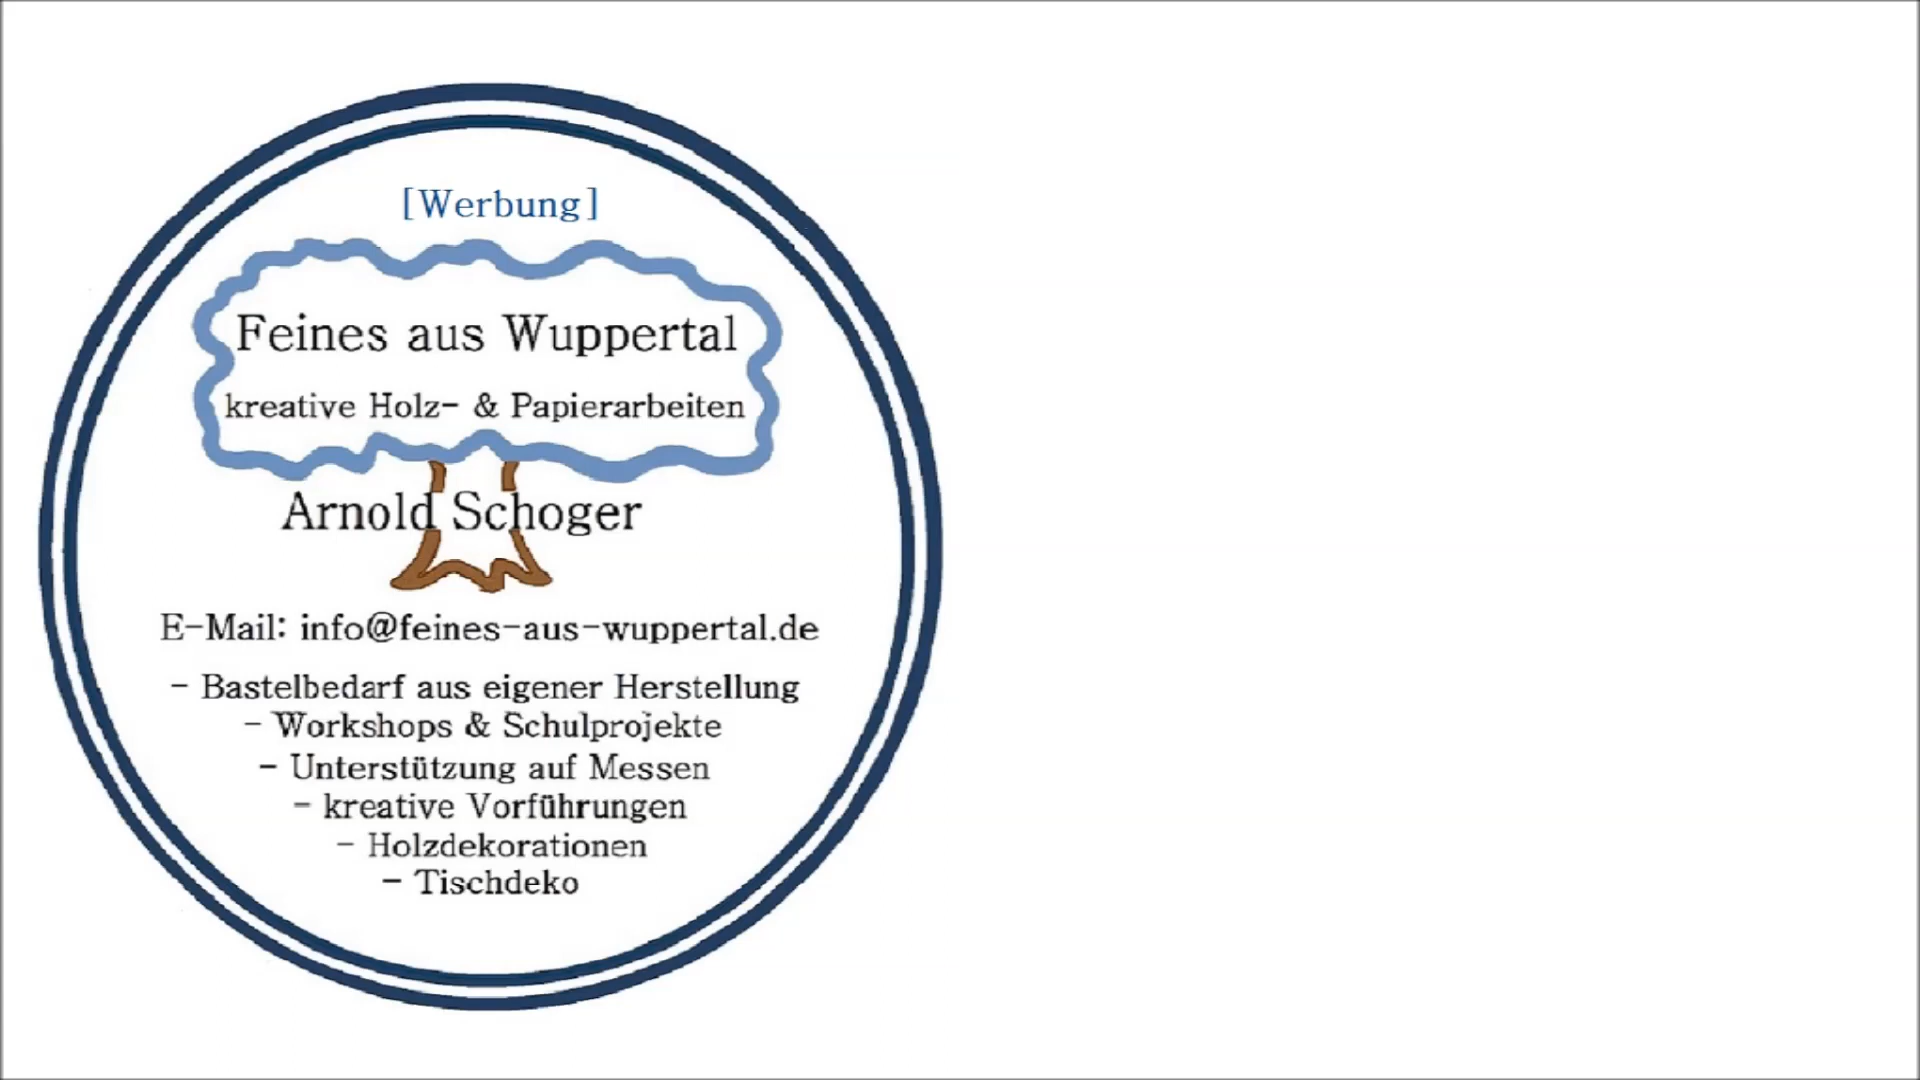 [Werbung]
Feines aus Wuppertal
kreative Holz- & Papierarbeiten
Arnold Schoger
E-Mail: info@feines-aus-wuppertal.de
- Bastelbedarf aus eigener Herstellung
- Workshops & Schulprojekte
- Unterstützung auf Messen
- kreative Vorführungen
- Holzdekorationen
- Tischdeko